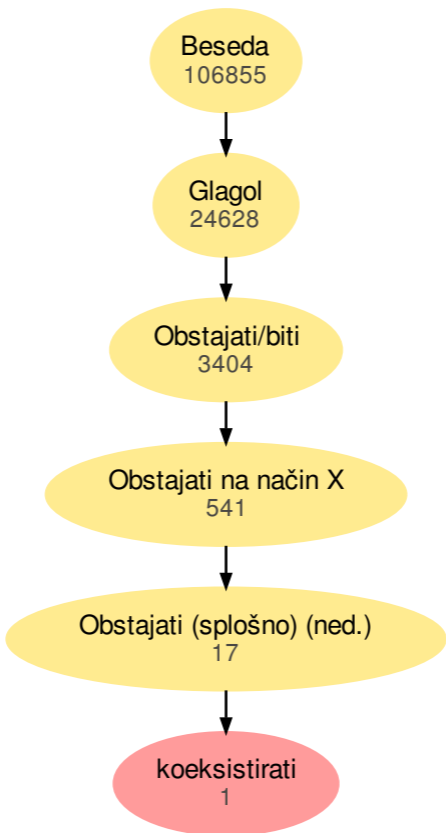 Beseda
106855
Glagol
24628
Obstajati/biti
3404
Obstajati na način X
541
Obstajati (splošno) (ned.)
17
koeksistirati
1